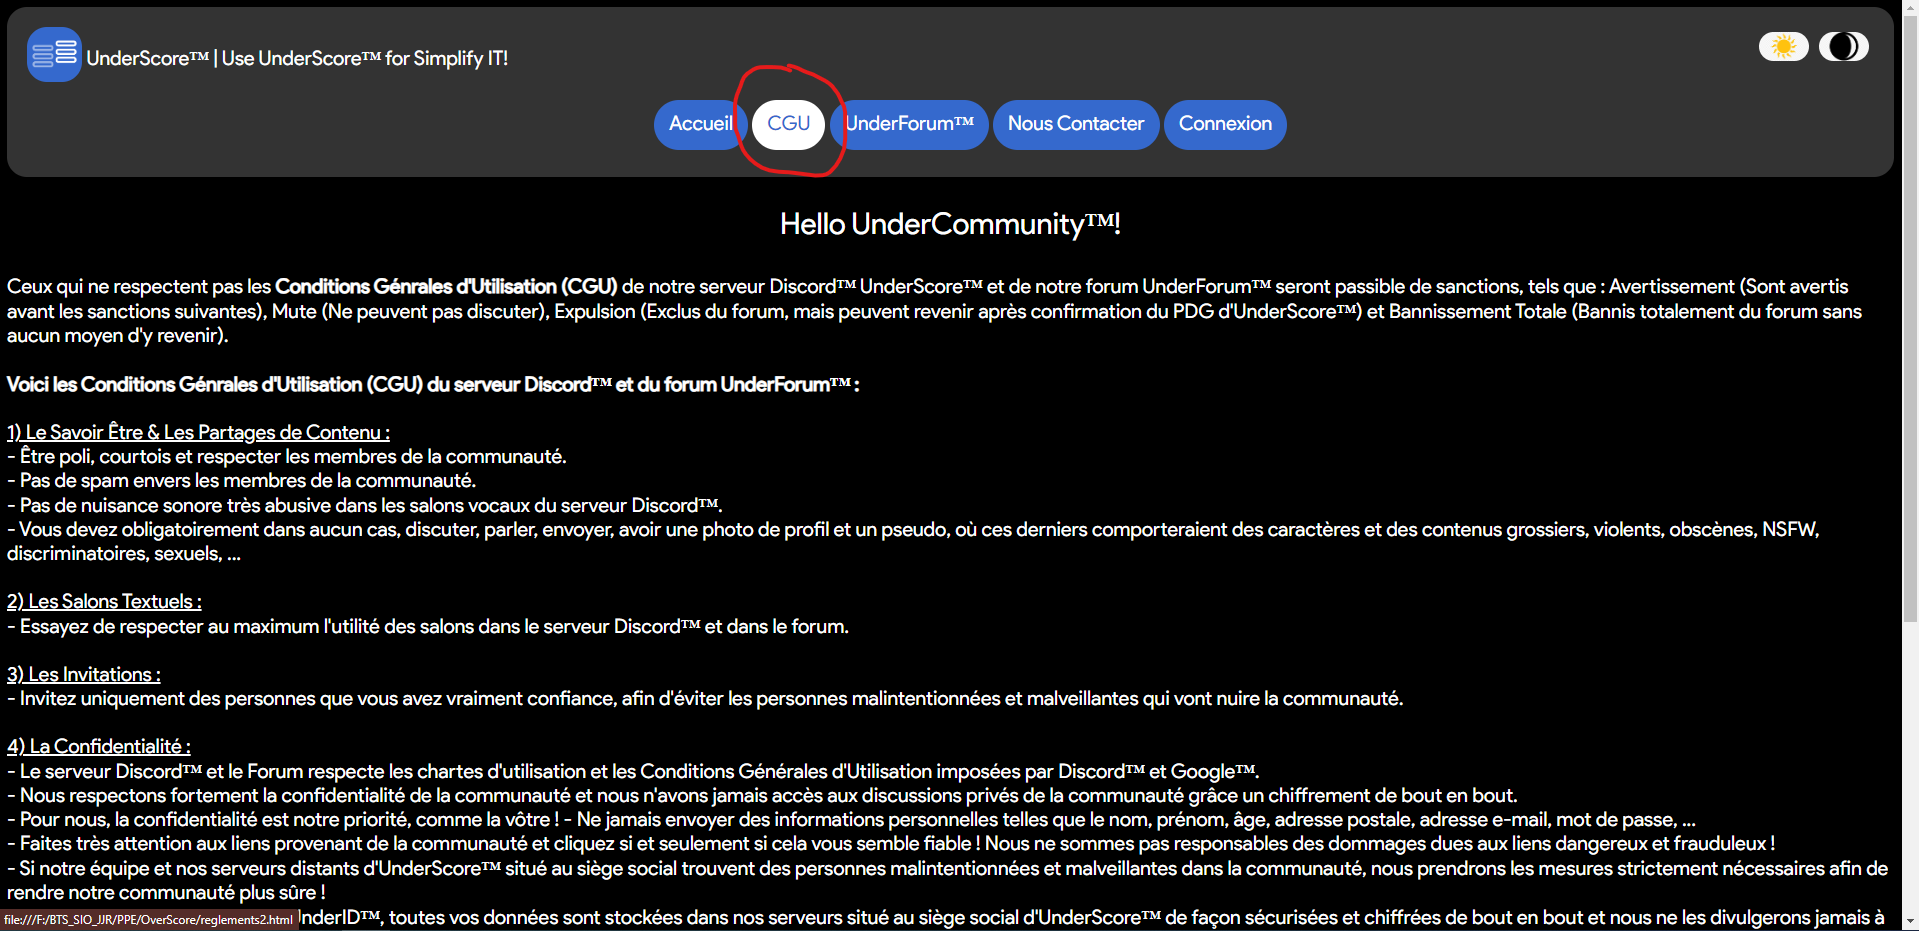 UnderScore™ | Use UnderScore™ for Simplify IT!
Accueil
CGU
UnderForum™
Nous Contacter
Connexion
Hello UnderCommunity™!
Ceux qui ne respectent pas les Conditions Génrales d'Utilisation (CGU) de notre serveur Discord™ UnderScore™ et de notre forum UnderForum™ seront passible de sanctions, tels que : Avertissement (Sont avertis
avant les sanctions suivantes), Mute (Ne peuvent pas discuter), Expulsion (Exclus du forum, mais peuvent revenir après confirmation du PDG d'UnderScore™) et Bannissement Totale (Bannis totalement du forum sans
aucun moyen d'y revenir).
Voici les Conditions Génrales d'Utilisation (CGU) du serveur Discord™ et du forum UnderForum™ :
1) Le Savoir Être & Les Partages de Contenu :
- Être poli, courtois et respecter les membres de la communauté.
- Pas de spam envers les membres de la communauté.
- Pas de nuisance sonore très abusive dans les salons vocaux du serveur Discord™.
- Vous devez obligatoirement dans aucun cas, discuter, parler, envoyer, avoir une photo de profil et un pseudo, où ces derniers comporteraient des caractères et des contenus grossiers, violents, obscènes, NSFW,
discriminatoires, sexuels, ...
2) Les Salons Textuels :
- Essayez de respecter au maximum l'utilité des salons dans le serveur Discord™ et dans le forum.
3) Les Invitations :
- Invitez uniquement des personnes que vous avez vraiment confiance, afin d'éviter les personnes malintentionnées et malveillantes qui vont nuire la communauté.
4) La Confidentialité :
- Le serveur Discord™ et le Forum respecte les chartes d'utilisation et les Conditions Générales d'Utilisation imposées par Discord™ et Google™.
- Nous respectons fortement la confidentialité de la communauté et nous n'avons jamais accès aux discussions privés de la communauté grâce un chiffrement de bout en bout.
- Pour nous, la confidentialité est notre priorité, comme la vôtre ! - Ne jamais envoyer des informations personnelles telles que le nom, prénom, âge, adresse postale, adresse e-mail, mot de passe, ...
- Faites très attention aux liens provenant de la communauté et cliquez si et seulement si cela vous semble fiable ! Nous ne sommes pas responsables des dommages dues aux liens dangereux et frauduleux !
- Si notre équipe et nos serveurs distants d'UnderScore™ situé au siège social trouvent des personnes malintentionnées et malveillantes dans la communauté, nous prendrons les mesures strictement nécessaires afin de
rendre notre communauté plus sûre !
file:///F:/BTS_SIO_JJR/PPE/OverScore/reglements2.html UnderID™, toutes vos données sont stockées dans nos serveurs situé au siège social d'UnderScore™ de façon sécurisées et chiffrées de bout en bout et nous ne les divulgerons jamais à